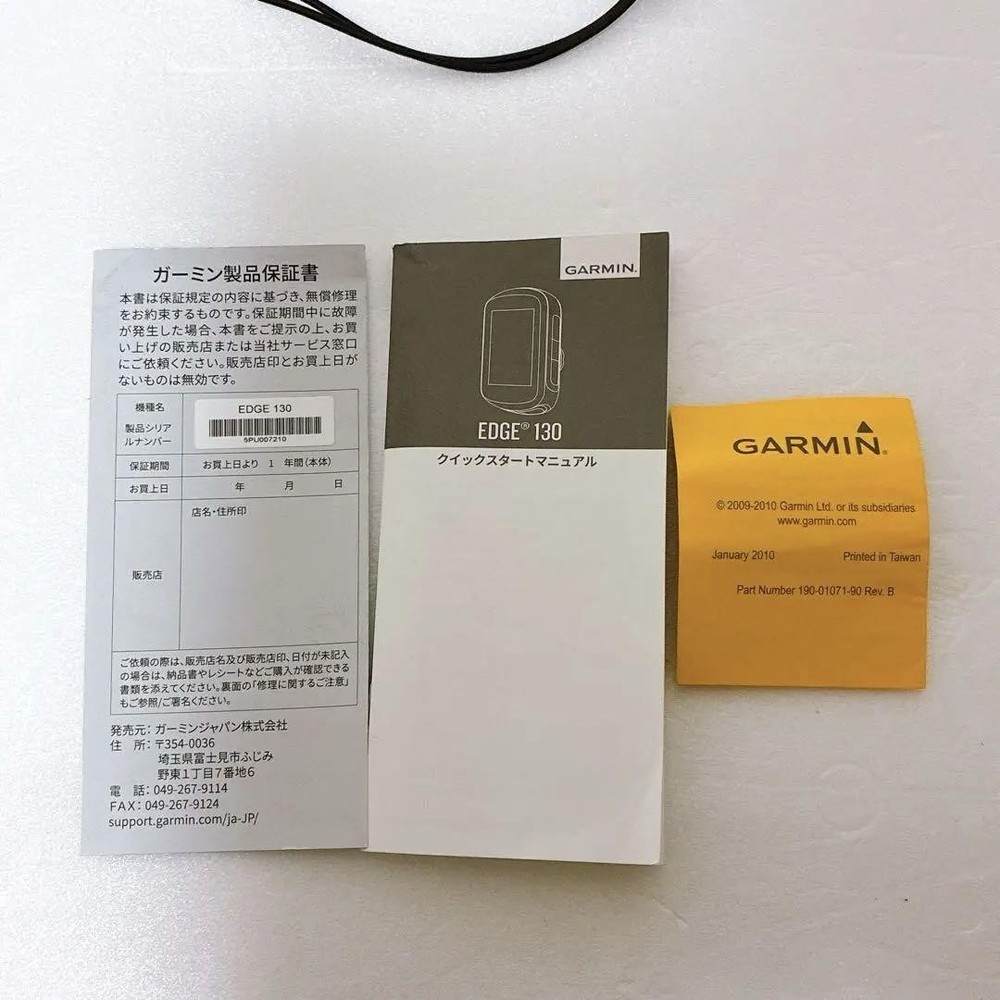 ガーミン製品保証書
本書は保証規定の内容に基づき、無償修理
をお約束するものです。保証期間中に故障
が発生した場合、本書をご提示の上、お買
い上げの販売店または当社サービス窓口
にご依頼ください。販売店印とお買上日が
ないものは無効です。
機種名
EDGE 130
製品シリア
ルナンバー
5PU007210
保証期間
お買上日より 1 年間(本体)
お買上日
年 月 日
店名・住所印
販売店
ご依頼の際は、販売店名及び販売店印、日付が未記入
の場合は、納品書やレシートなどご購入が確認できる
書類を添えてください。裏面の「修理に関するご注意」
もご参照/ご署名ください。
発売元：ガーミンジャパン株式会社
住 所：〒354-0036
埼玉県富士見市ふじみ
野東1丁目7番地6
電 話：049-267-9114
FAX：049-267-9124
support.garmin.com/ja-JP/
GARMIN.
EDGE® 130
クイックスタートマニュアル
GARMIN.
© 2009-2010 Garmin Ltd. or its subsidiaries
www.garmin.com
January 2010 Printed in Taiwan
Part Number 190-01071-90 Rev. B